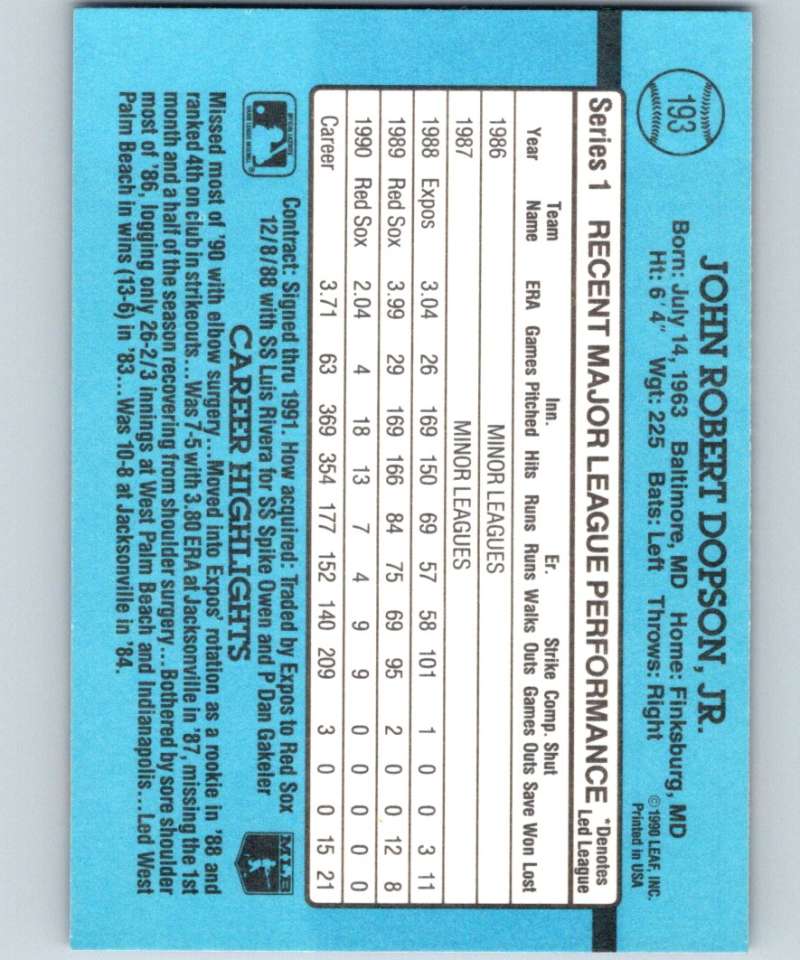 193
JOHN ROBERT DOPSON, JR.
Born: July 14, 1963 Baltimore, MD Home: Finksburg, MD
Ht: 6' 4" Wgt: 225 Bats: Left Throws: Right
© 1990 LEAF, INC.
Printed in USA
Series 1 RECENT MAJOR LEAGUE PERFORMANCE *Denotes Led League
Year Team Name ERA Games Inn. Pitched Hits Runs Er. Runs Walks Strike Outs Comp. Games Shut Outs Save Won Lost
1986 MINOR LEAGUES
1987 MINOR LEAGUES
1988 Expos 3.04 26 169 150 69 57 58 101 1 0 0 3 11
1989 Red Sox 3.99 29 169 166 84 75 69 95 2 0 0 12 8
1990 Red Sox 2.04 4 18 13 7 4 9 9 0 0 0 0 0
Career 3.71 63 369 354 177 152 140 209 3 0 0 15 21
Contract: Signed thru 1991. How acquired: Traded by Expos to Red Sox
12/8/88 with SS Luis Rivera for SS Spike Owen and P Dan Gakeler
CAREER HIGHLIGHTS
MLB
Missed most of '90 with elbow surgery...Moved into Expos' rotation as a rookie in '88 and
ranked 4th on club in strikeouts...Was 7-5 with 3.80 ERA at Jacksonville in '87, missing the 1st
month and a half of the season recovering from shoulder surgery...Bothered by sore shoulder
most of '86, logging only 26-2/3 innings at West Palm Beach and Indianapolis...Led West
Palm Beach in wins (13-6) in '83...Was 10-8 at Jacksonville in '84.